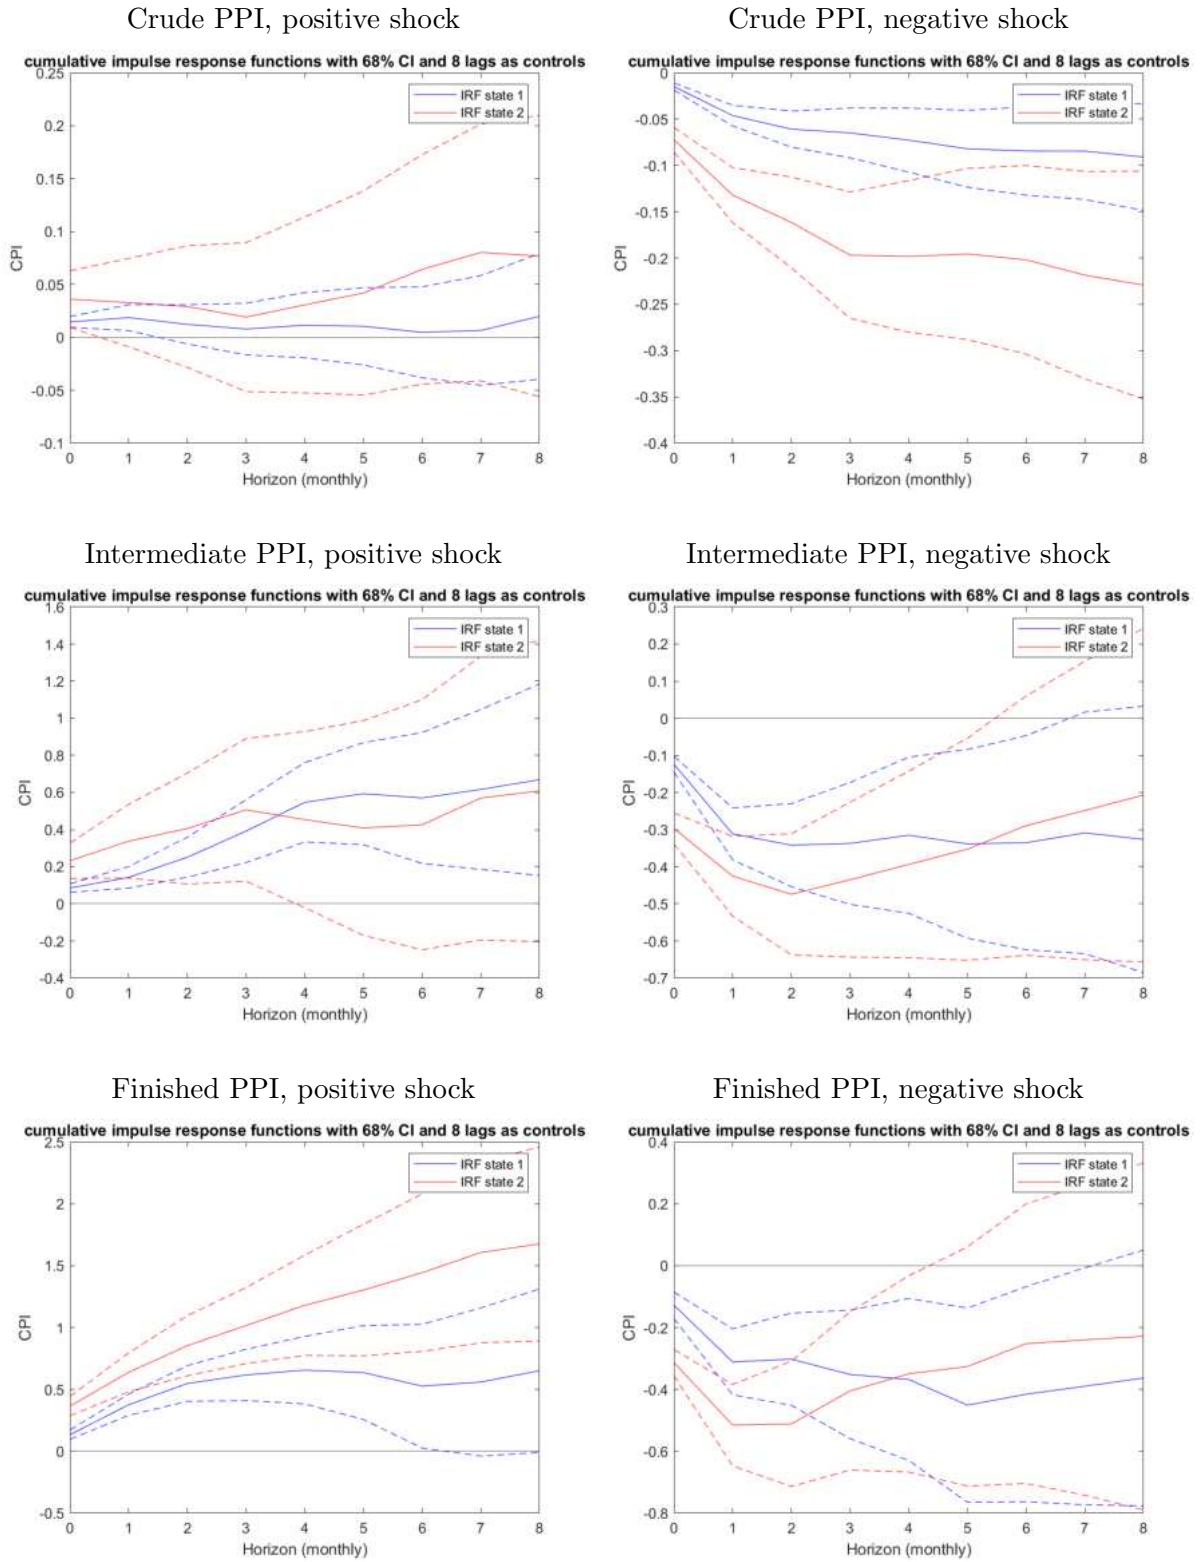 Crude PPI, positive shock
cumulative impulse response functions with 68% CI and 8 lags as controls
IRF state 1
IRF state 2
0.25
0.2
0.15
0.1
0.05
0
-0.05
-0.1
CPI
0 1 2 3 4 5 6 7 8
Horizon (monthly)
Crude PPI, negative shock
cumulative impulse response functions with 68% CI and 8 lags as controls
IRF state 1
IRF state 2
0
-0.05
-0.1
-0.15
-0.2
-0.25
-0.3
-0.35
-0.4
CPI
0 1 2 3 4 5 6 7 8
Horizon (monthly)
Intermediate PPI, positive shock
cumulative impulse response functions with 68% CI and 8 lags as controls
IRF state 1
IRF state 2
1.6
1.4
1.2
1
0.8
0.6
0.4
0.2
0
-0.2
-0.4
CPI
0 1 2 3 4 5 6 7 8
Horizon (monthly)
Intermediate PPI, negative shock
cumulative impulse response functions with 68% CI and 8 lags as controls
IRF state 1
IRF state 2
0.3
0.2
0.1
0
-0.1
-0.2
-0.3
-0.4
-0.5
-0.6
-0.7
CPI
0 1 2 3 4 5 6 7 8
Horizon (monthly)
Finished PPI, positive shock
cumulative impulse response functions with 68% CI and 8 lags as controls
IRF state 1
IRF state 2
2.5
2
1.5
1
0.5
0
-0.5
CPI
0 1 2 3 4 5 6 7 8
Horizon (monthly)
Finished PPI, negative shock
cumulative impulse response functions with 68% CI and 8 lags as controls
IRF state 1
IRF state 2
0.4
0.2
0
-0.2
-0.4
-0.6
-0.8
CPI
0 1 2 3 4 5 6 7 8
Horizon (monthly)